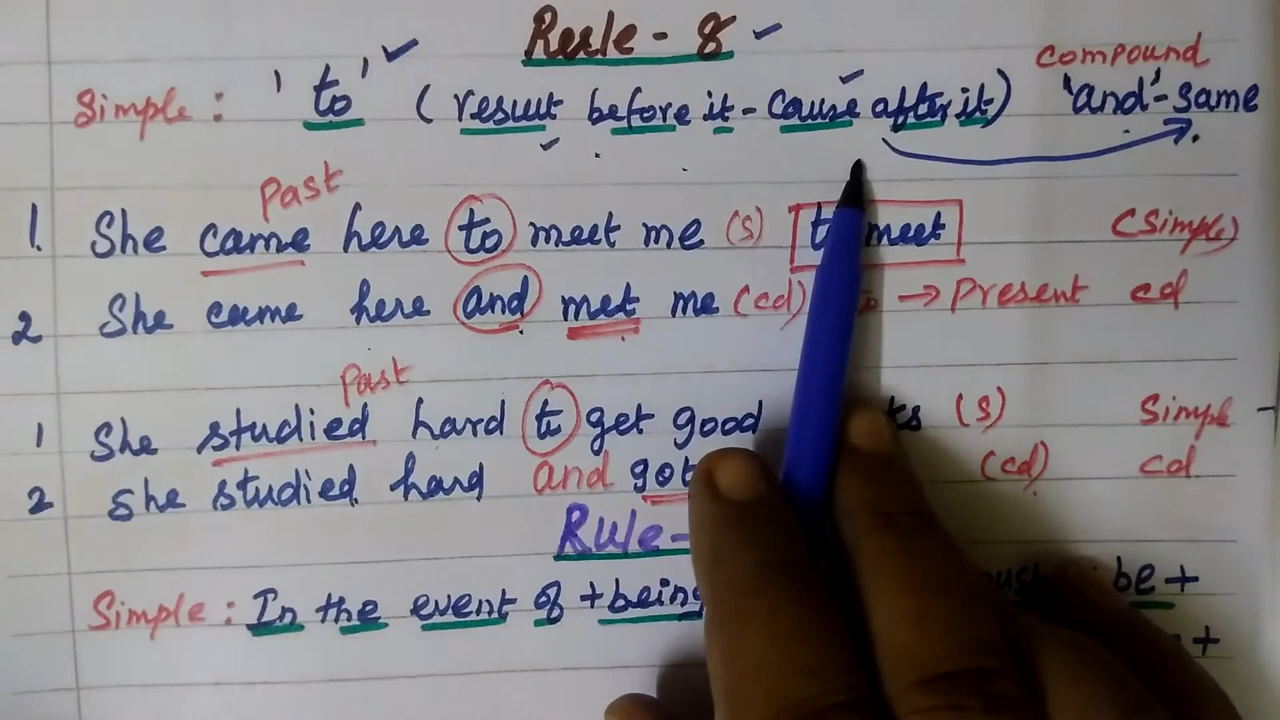 Rule - 8
Simple : 'to' (result before it - cause after it) compound 'and' - same
Past
1. She came here to meet me (s) to meet (Simple)
2 She came here and met me (cd) → Present cd
Past
1 She studied hard to get good (s) Simple
2 She studied hard and got (cd) cd
Rule -
Simple : In the event of + being be +
+